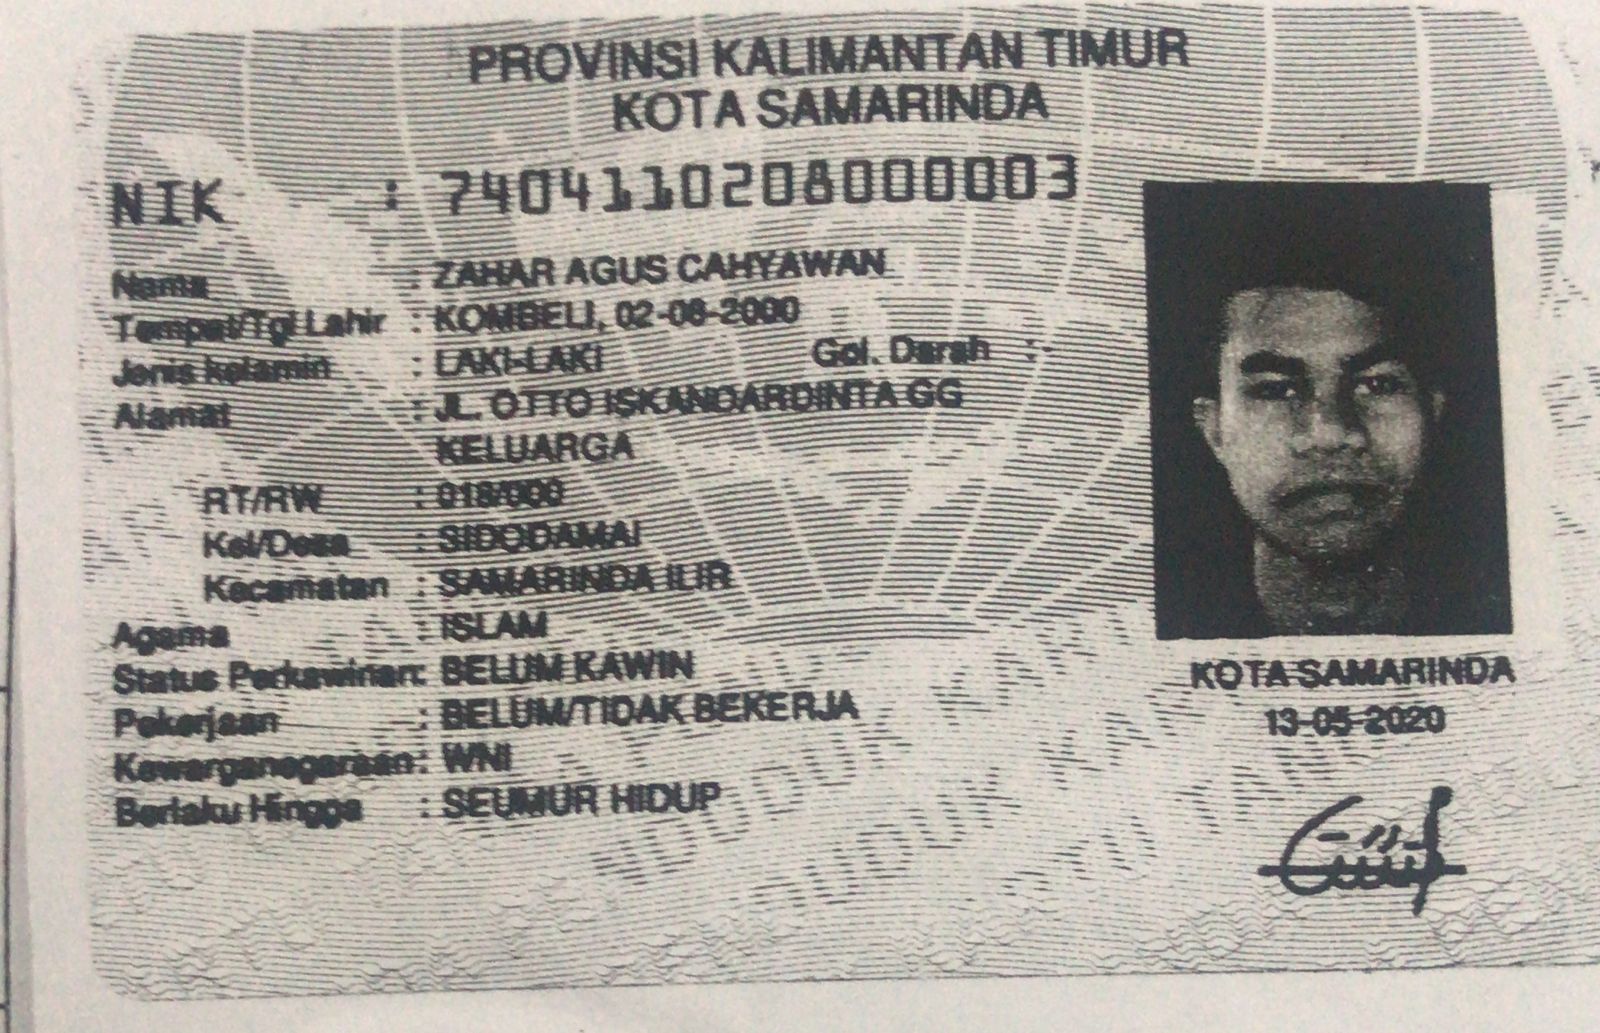 PROVINSI KALIMANTAN TIMUR
KOTA SAMARINDA
NIK : 7404110208000003
Nama : ZAHAR AGUS CAHYAWAN
Tempat/Tgl Lahir : KOMBELI, 02-08-2000
Jenis kelamin : LAKI-LAKI Gol. Darah : -
Alamat : JL. OTTO ISKANDARDINTA GG
KELUARGA
RT/RW : 018/000
Kel/Desa : SIDODAMAI
Kecamatan : SAMARINDA ILIR
Agama : ISLAM
Status Perkawinan: BELUM KAWIN
Pekerjaan : BELUM/TIDAK BEKERJA
Kewarganegaraan: WNI
Berlaku Hingga : SEUMUR HIDUP
KOTA SAMARINDA
13-05-2020